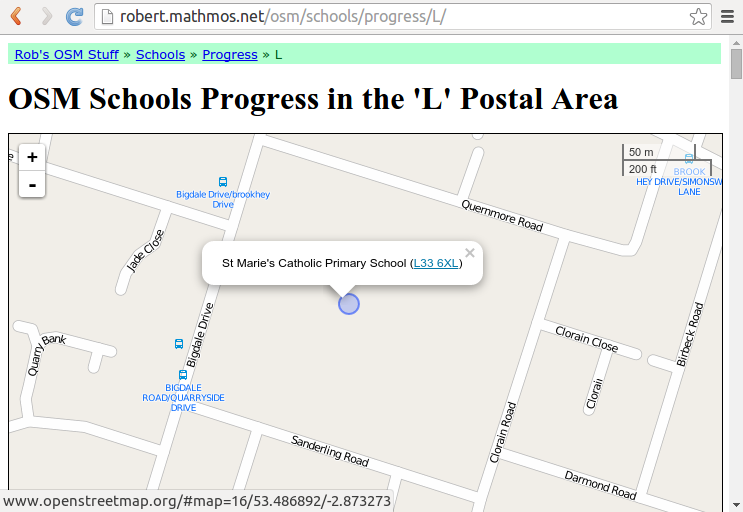 robert.mathmos.net/osm/schools/progress/L/
Rob's OSM Stuff » Schools » Progress » L
OSM Schools Progress in the 'L' Postal Area
+
-
50 m
200 ft
BROOK
HEY DRIVE/SIMONSW
LANE
Bigdale Drive/brookhey
Drive
Quernmore Road
Jade Close
St Marie's Catholic Primary School (L33 6XL)
×
Bigdale Drive
Quarry Bank
Clorain Close
Birbeck Road
Clorai
BIGDALE
ROAD/QUARRYSIDE
DRIVE
Clorain Road
Sanderling Road
Darmond Road
www.openstreetmap.org/#map=16/53.486892/-2.873273